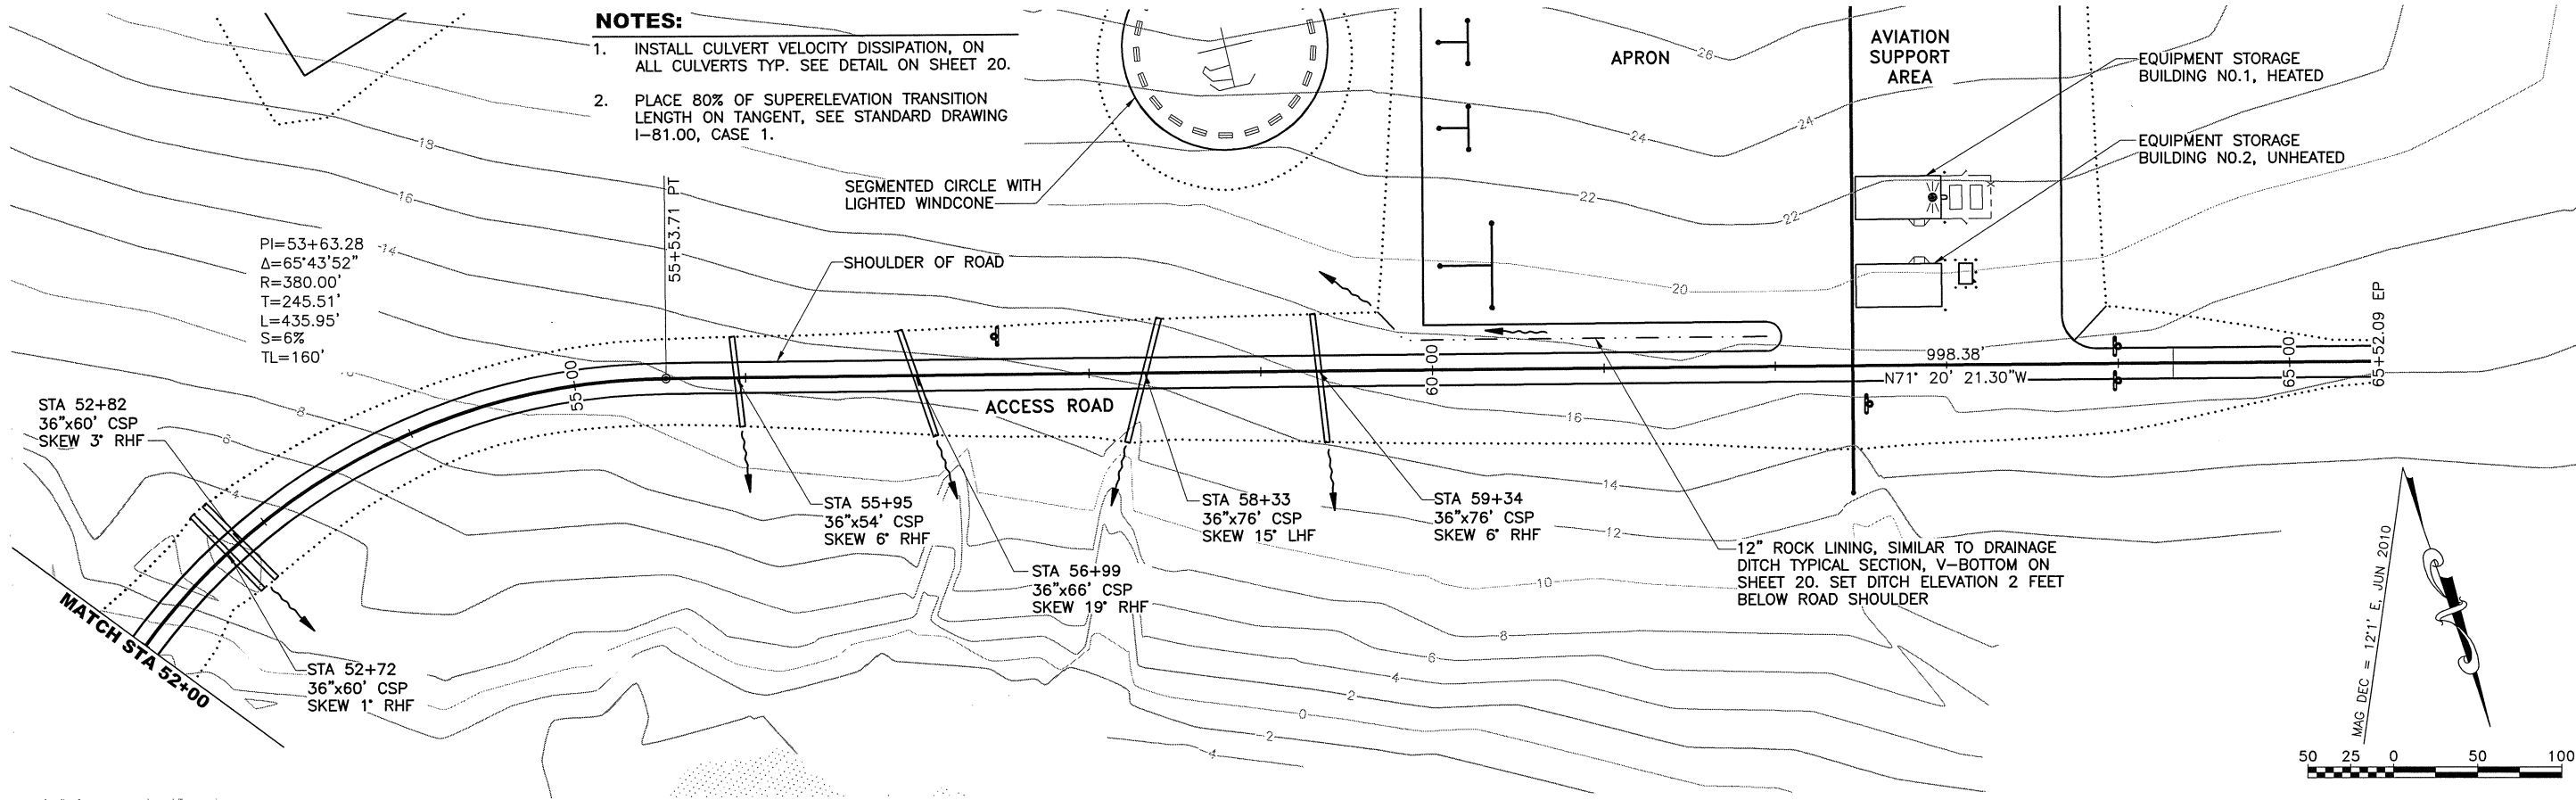 NOTES:
1. INSTALL CULVERT VELOCITY DISSIPATION, ON
ALL CULVERTS TYP. SEE DETAIL ON SHEET 20.
2. PLACE 80% OF SUPERELEVATION TRANSITION
LENGTH ON TANGENT, SEE STANDARD DRAWING
I-81.00, CASE 1.
APRON
AVIATION
SUPPORT
AREA
EQUIPMENT STORAGE
BUILDING NO.1, HEATED
EQUIPMENT STORAGE
BUILDING NO.2, UNHEATED
SEGMENTED CIRCLE WITH
LIGHTED WINDCONE
SHOULDER OF ROAD
PI=53+63.28
Δ=65°43'52"
R=380.00'
T=245.51'
L=435.95'
S=6%
TL=160'
55+53.71 PT
18
16
14
8
6
4
26
24
24
22
22
20
16
14
12
10
8
6
4
2
0
-2
-4
STA 52+82
36"x60' CSP
SKEW 3° RHF
55+00
ACCESS ROAD
60+00
998.38'
N71° 20' 21.30"W
65+00
65+52.09 EP
STA 55+95
36"x54' CSP
SKEW 6° RHF
STA 56+99
36"x66' CSP
SKEW 19° RHF
STA 58+33
36"x76' CSP
SKEW 15° LHF
STA 59+34
36"x76' CSP
SKEW 6° RHF
12" ROCK LINING, SIMILAR TO DRAINAGE
DITCH TYPICAL SECTION, V-BOTTOM ON
SHEET 20. SET DITCH ELEVATION 2 FEET
BELOW ROAD SHOULDER
MATCH STA 52+00
STA 52+72
36"x60' CSP
SKEW 1° RHF
MAG DEC = 12°1' E, JUN 2010
50 25 0 50 100